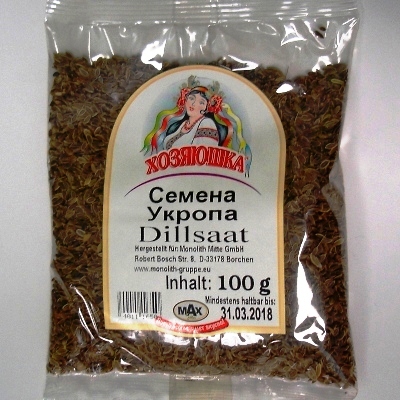 ХОЗЯЮШКА
Семена
Укропа
Dillsaat
Hergestellt für: Monolith Mitte GmbH
Robert Bosch Str. 8, D-33178 Borchen
www.monolith-gruppe.eu
Inhalt: 100 g
Mindestens haltbar bis:
31.03.2018
MAX